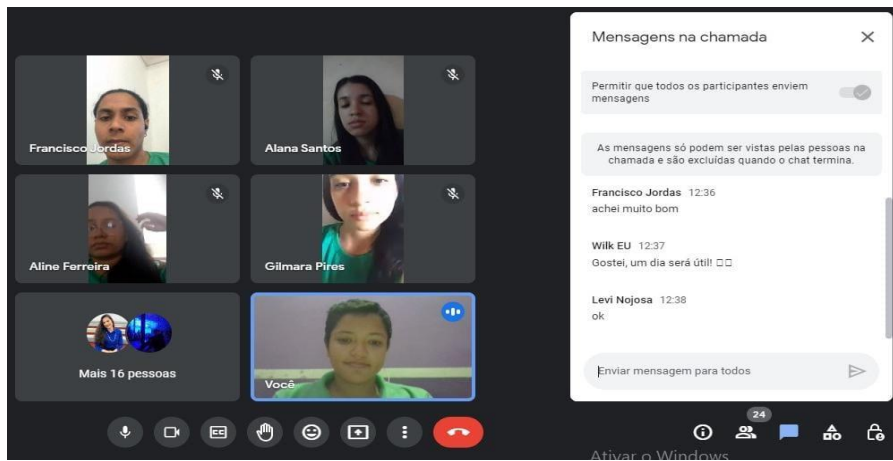 Francisco Jordas
Alana Santos
Aline Ferreira
Gilmara Pires
Mais 16 pessoas
Você
Mensagens na chamada
Permitir que todos os participantes enviem
mensagens
As mensagens só podem ser vistas pelas pessoas na
chamada e são excluídas quando o chat termina.
Francisco Jordas 12:36
achei muito bom
Wilk EU 12:37
Gostei, um dia será útil! □□
Levi Nojosa 12:38
ok
Enviar mensagem para todos
24
Ativar o Windows